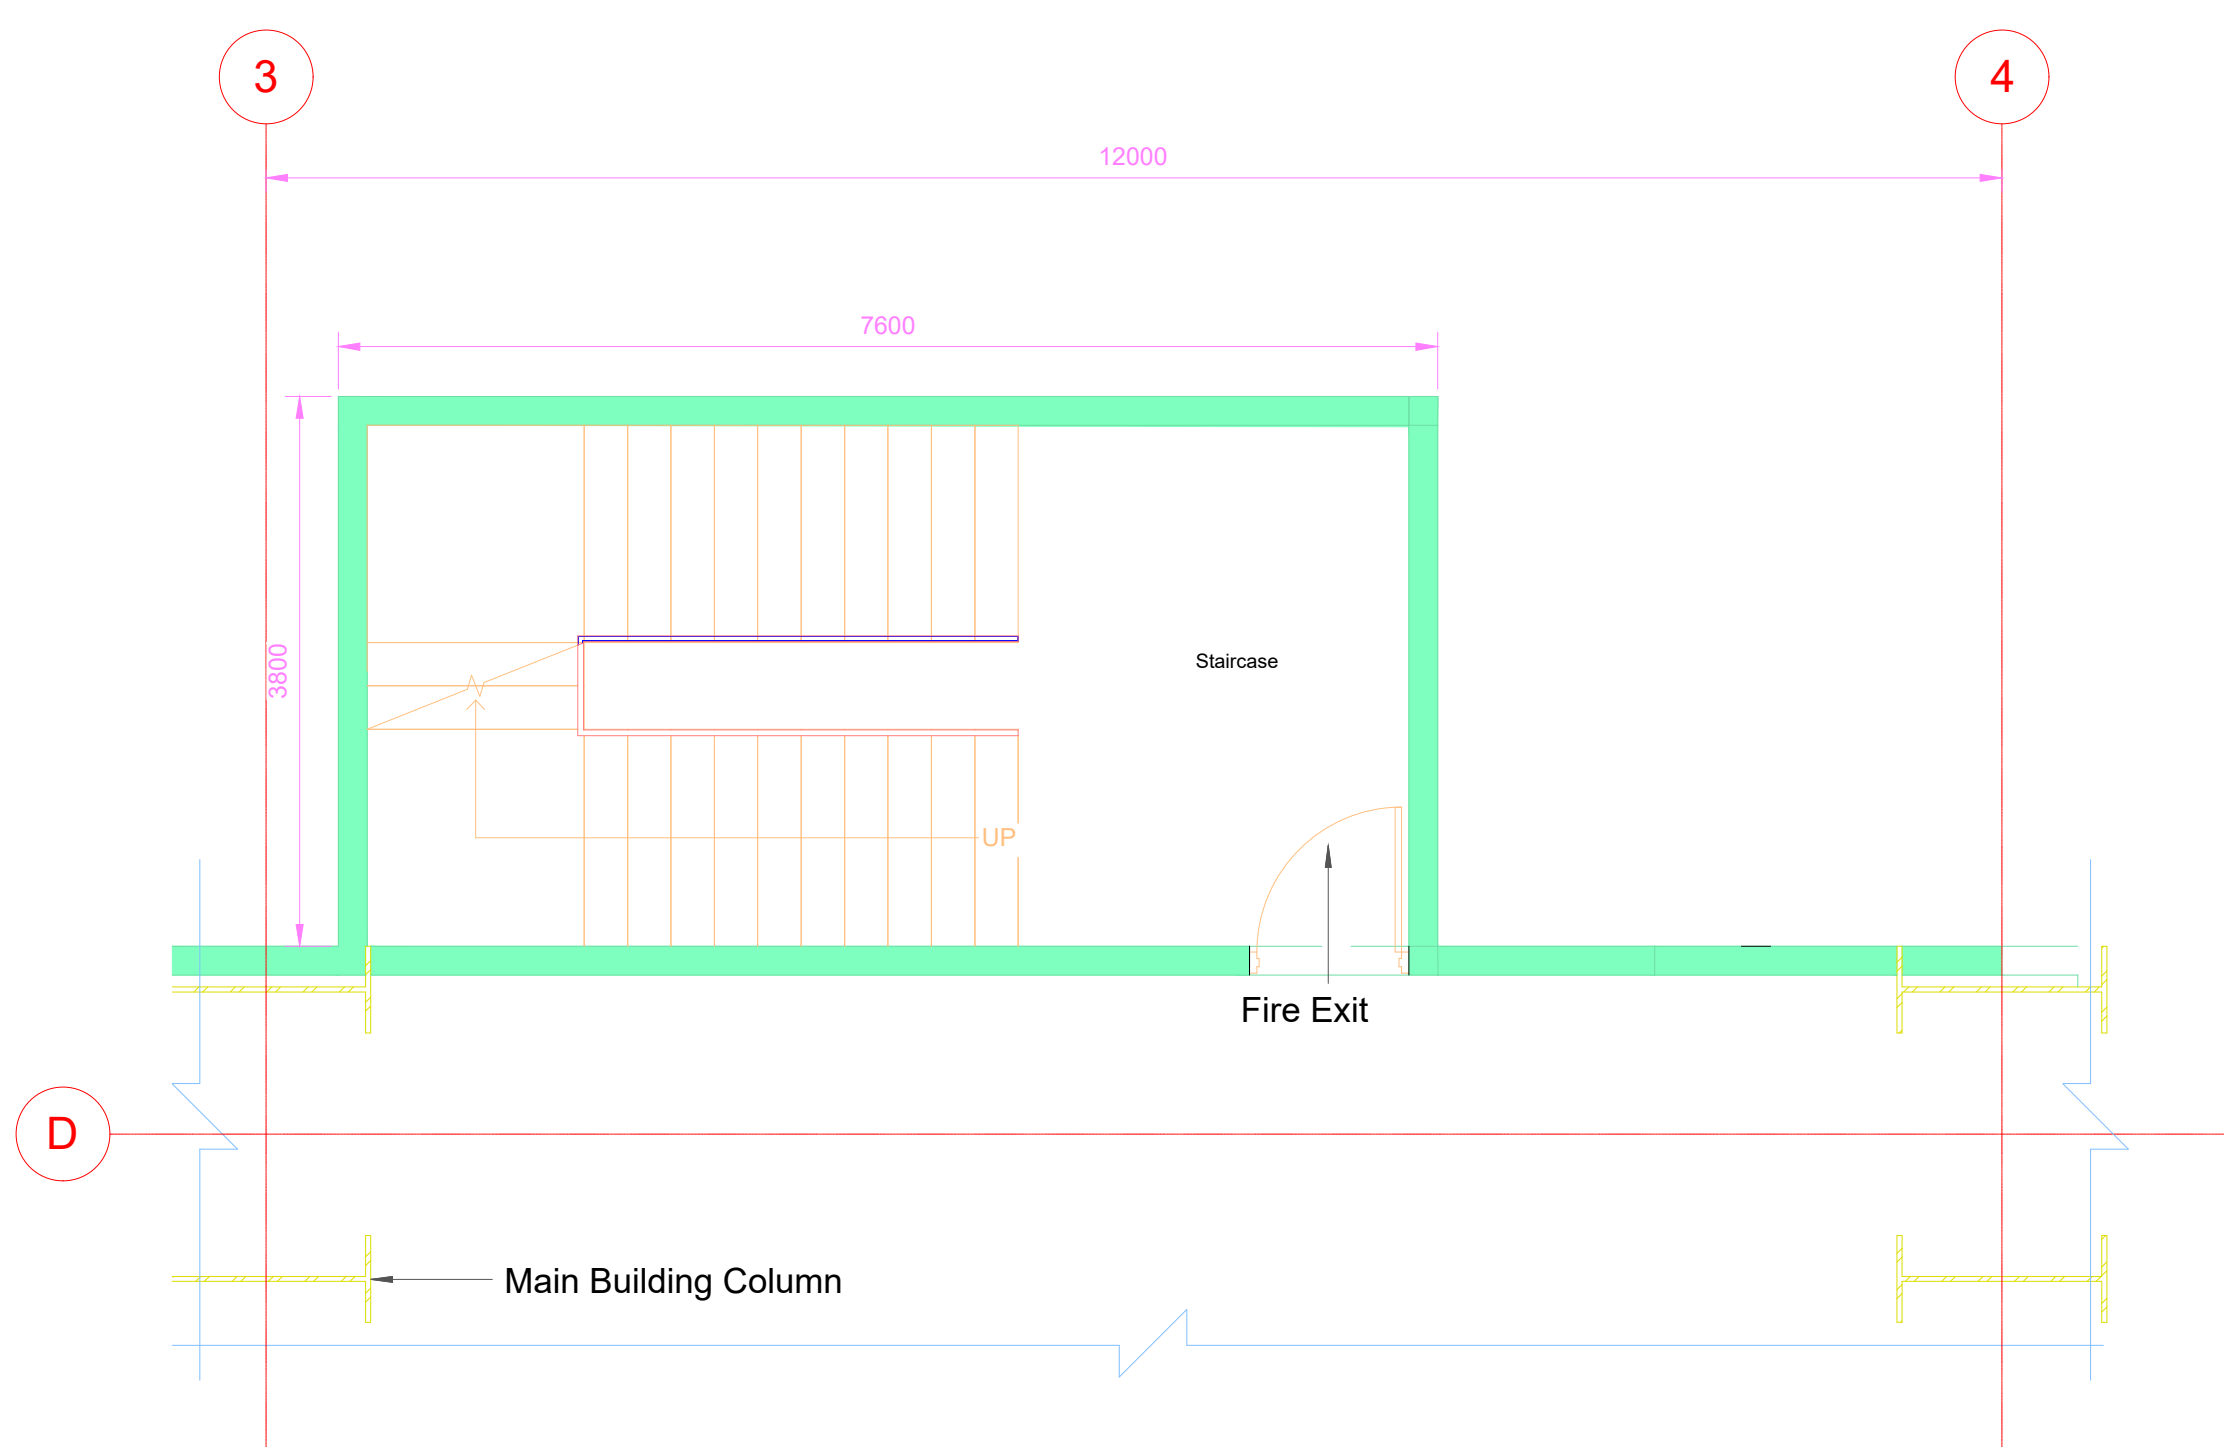 3
4
12000
7600
3800
Staircase
UP
Fire Exit
D
Main Building Column